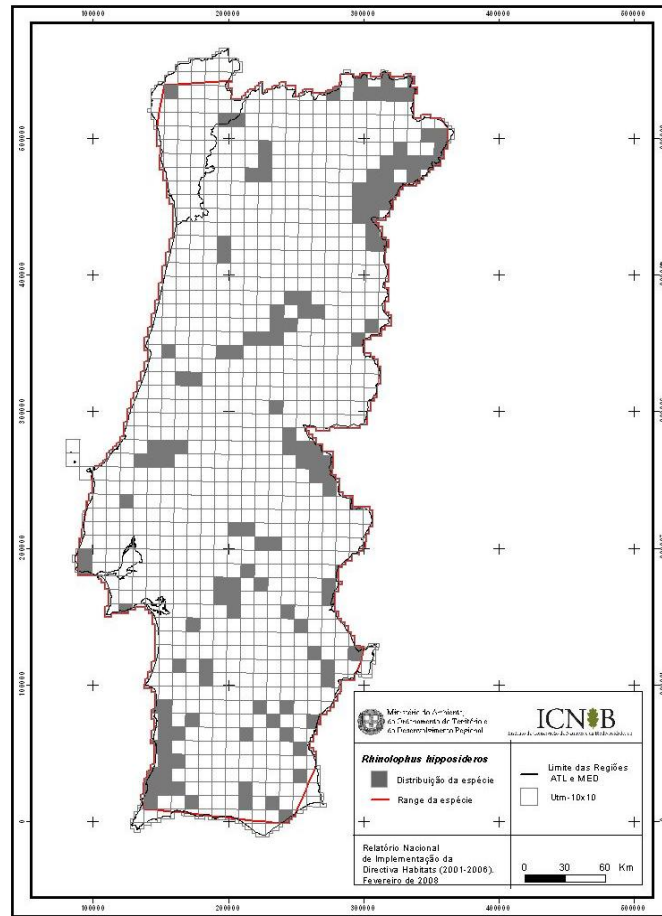 100000 200000 300000 400000 500000
500000
400000
300000
200000
100000
0
Ministério do Ambiente,
do Ordenamento do Território e
do Desenvolvimento Regional
ICNB
Rhinolophus hipposideros
Distribuição da espécie
Range da espécie
Limite das Regiões
ATL e MED
Utm-10x10
Relatório Nacional
de Implementação da
Directiva Habitats (2001-2006).
Fevereiro de 2008
0 30 60 Km
100000 200000 300000 400000 500000